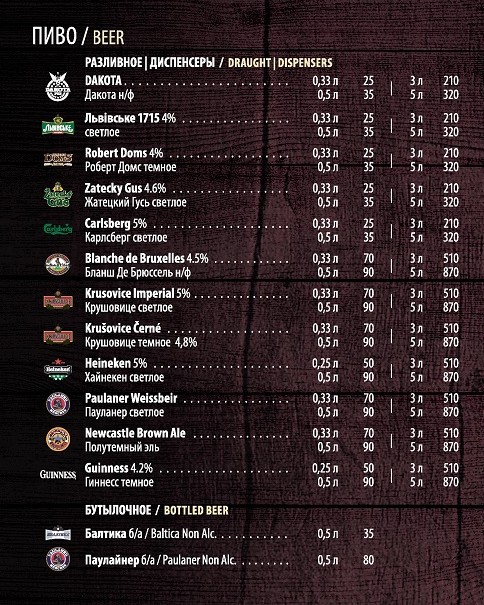 ПИВО / BEER
РАЗЛИВНОЕ | ДИСПЕНСЕРЫ / DRAUGHT | DISPENSERS
DAKOTA . . . . . . . . . . . . . . . . . . . . . . . . . . 0,33 л 25 | 3 л 210
Дакота н/ф 0,5 л 35 5 л 320
Львівське 1715 4% . . . . . . . . . . . . . . . . . 0,33 л 25 | 3 л 210
светлое 0,5 л 35 5 л 320
Robert Doms 4% . . . . . . . . . . . . . . . . . . . 0,33 л 25 | 3 л 210
Роберт Домс темное 0,5 л 35 5 л 320
Zatecky Gus 4.6% . . . . . . . . . . . . . . . . . . 0,33 л 25 | 3 л 210
Жатецкий Гусь светлое 0,5 л 35 5 л 320
Carlsberg 5% . . . . . . . . . . . . . . . . . . . . . . 0,33 л 25 | 3 л 210
Карлсберг светлое 0,5 л 35 5 л 320
Blanche de Bruxelles 4.5% . . . . . . . . . . . 0,33 л 70 | 3 л 510
Бланш Де Брюссель н/ф 0,5 л 90 5 л 870
Krusovice Imperial 5% . . . . . . . . . . . . . . 0,33 л 70 | 3 л 510
Крушовице светлое 0,5 л 90 5 л 870
Krušovice Černé . . . . . . . . . . . . . . . . . . . 0,33 л 70 | 3 л 510
Крушовице темное 4,8% 0,5 л 90 5 л 870
Heineken 5% . . . . . . . . . . . . . . . . . . . . . . 0,25 л 50 | 3 л 510
Хайнекен светлое 0,5 л 90 5 л 870
Paulaner Weissbeir . . . . . . . . . . . . . . . . . 0,33 л 70 | 3 л 510
Пауланер светлое 0,5 л 90 5 л 870
Newcastle Brown Ale . . . . . . . . . . . . . . . 0,33 л 70 | 3 л 510
Полутемный эль 0,5 л 90 5 л 870
GUINNESS
Guinness 4.2% . . . . . . . . . . . . . . . . . . . . . 0,25 л 50 | 3 л 510
Гиннесс темное 0,5 л 90 5 л 870
БУТЫЛОЧНОЕ / BOTTLED BEER
Балтика б/а / Baltica Non Alc. . . . . . . . . . . . 0,5 л 35
Паулайнер б/а / Paulaner Non Alc. . . . . . . . . 0,5 л 80